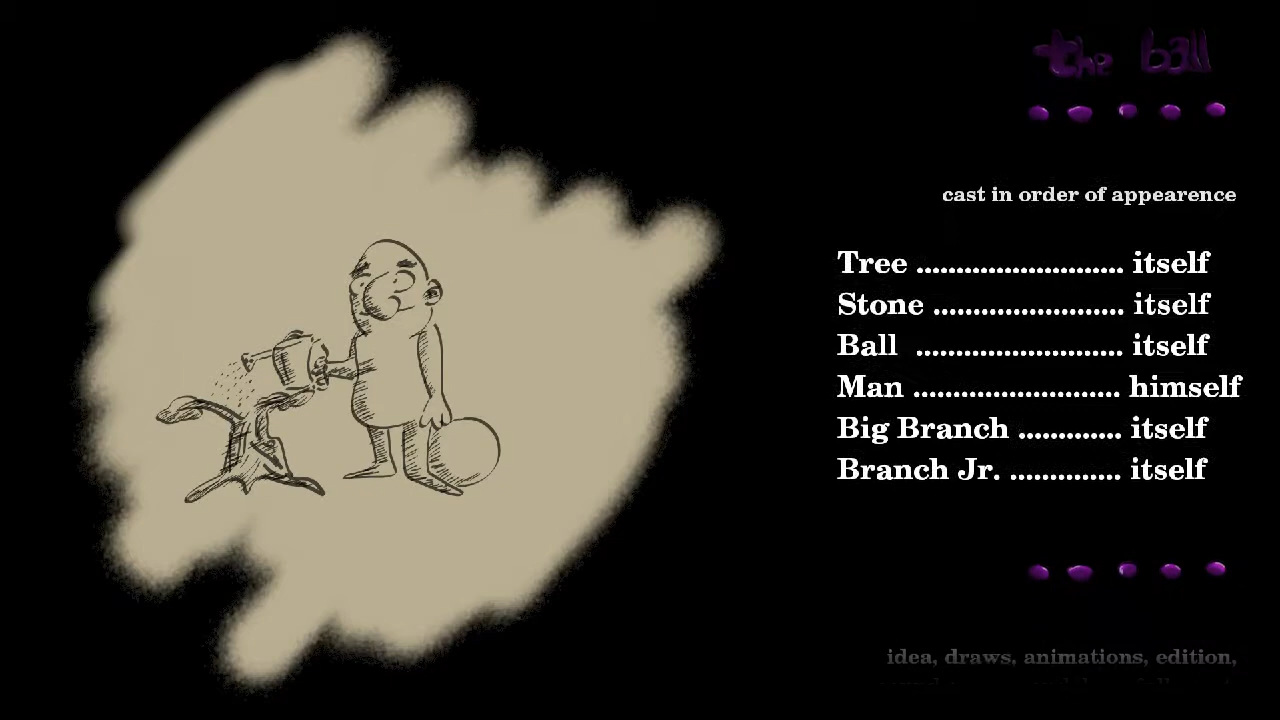 the ball
cast in order of appearence
Tree .......................... itself
Stone ........................ itself
Ball .......................... itself
Man .......................... himself
Big Branch ............. itself
Branch Jr. .............. itself
idea, draws, animations, edition,